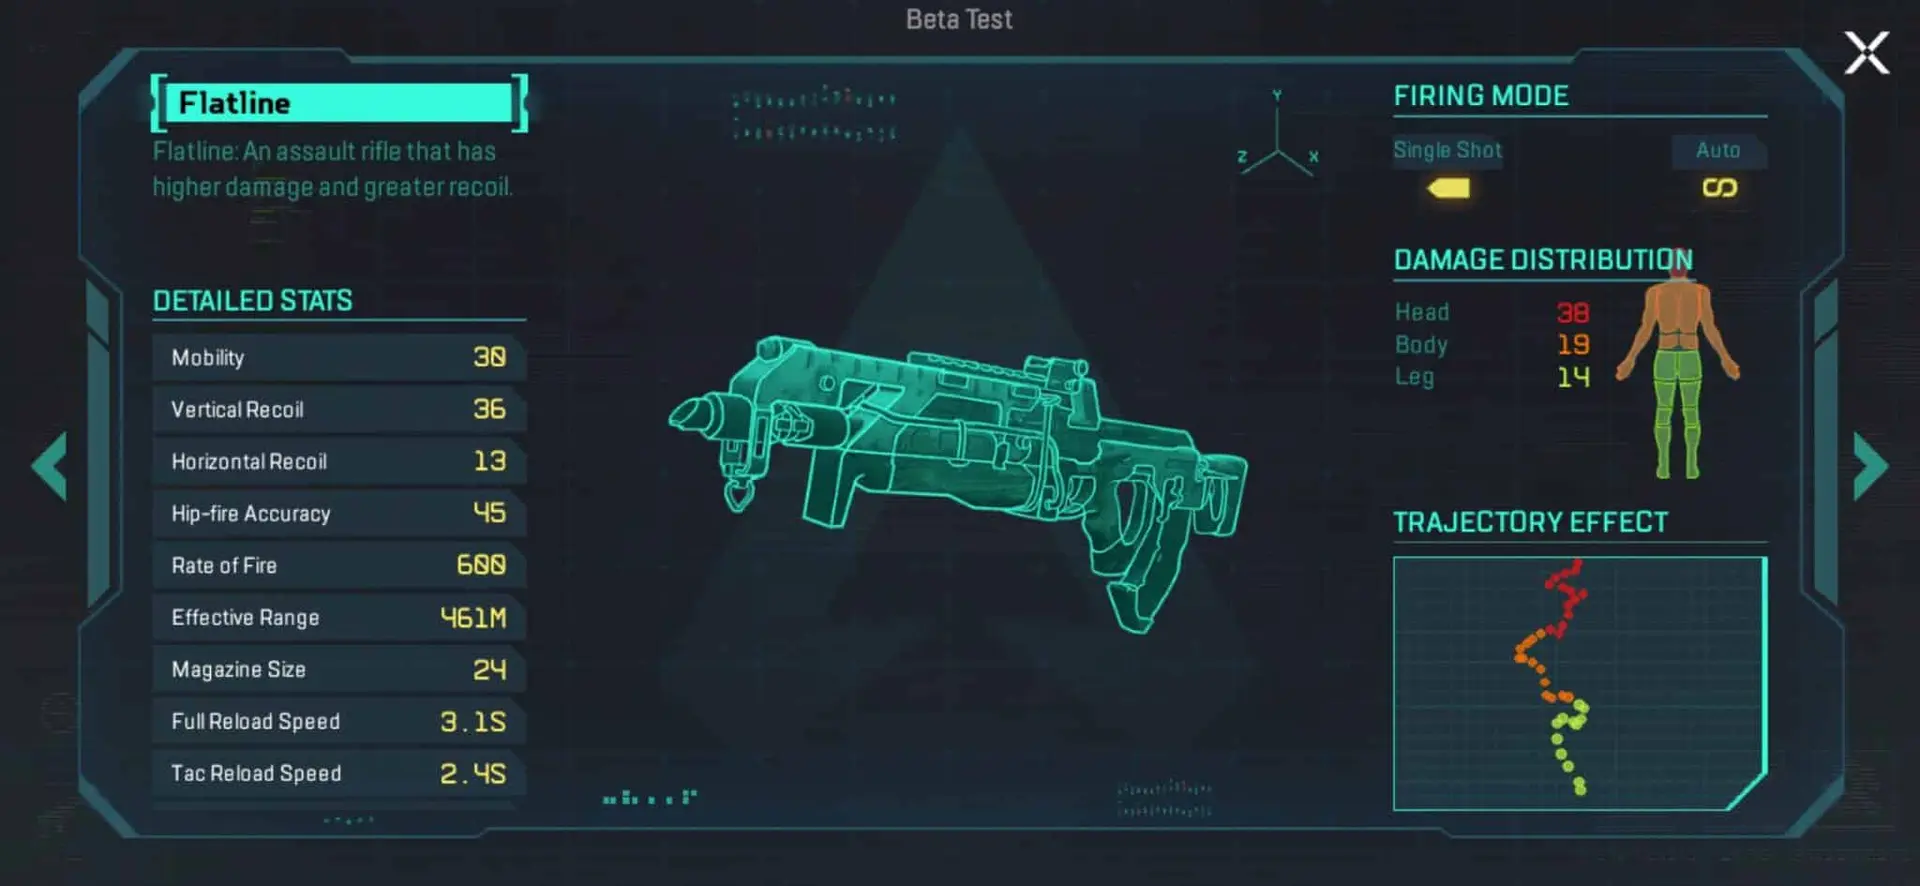 Beta Test
Flatline
Flatline: An assault rifle that has
higher damage and greater recoil.
DETAILED STATS
Mobility 30
Vertical Recoil 36
Horizontal Recoil 13
Hip-fire Accuracy 45
Rate of Fire 600
Effective Range 461M
Magazine Size 24
Full Reload Speed 3.1S
Tac Reload Speed 2.4S
Y
Z X
FIRING MODE
Single Shot Auto
DAMAGE DISTRIBUTION
Head 38
Body 19
Leg 14
TRAJECTORY EFFECT